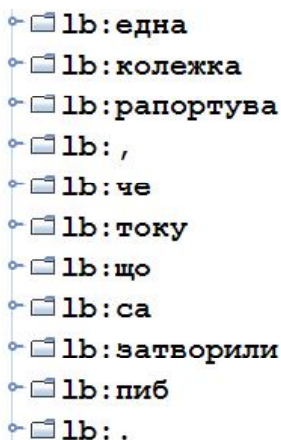 lb:една
lb:колежка
lb:рапортува
lb:,
lb:че
lb:току
lb:що
lb:са
lb:затворили
lb:пиб
lb:.